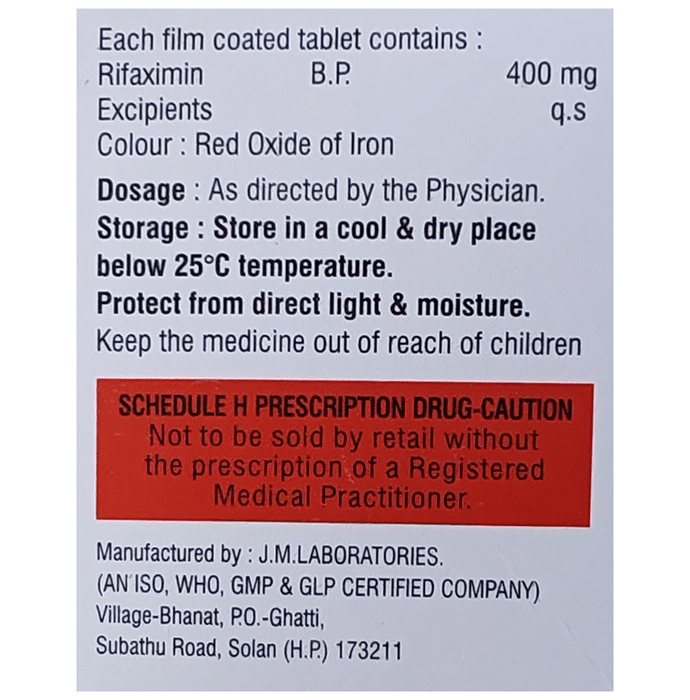 Each film coated tablet contains :
Rifaximin B.P. 400 mg
Excipients q.s
Colour : Red Oxide of Iron
Dosage : As directed by the Physician.
Storage : Store in a cool & dry place
below 25°C temperature.
Protect from direct light & moisture.
Keep the medicine out of reach of children
SCHEDULE H PRESCRIPTION DRUG-CAUTION
Not to be sold by retail without
the prescription of a Registered
Medical Practitioner.
Manufactured by : J.M.LABORATORIES.
(AN ISO, WHO, GMP & GLP CERTIFIED COMPANY)
Village-Bhanat, P.O.-Ghatti,
Subathu Road, Solan (H.P.) 173211